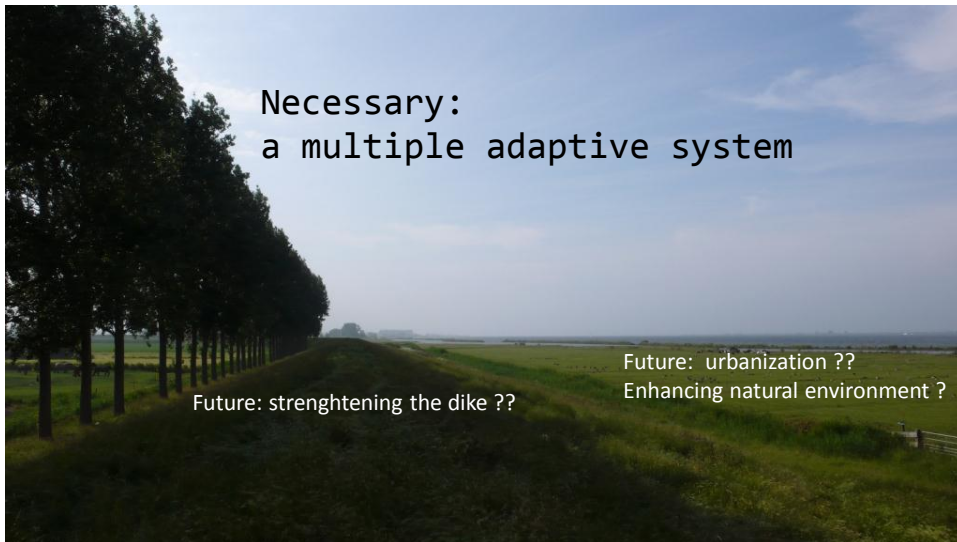 Necessary:
a multiple adaptive system
Future: urbanization ??
Enhancing natural environment ?
Future: strenghtening the dike ??